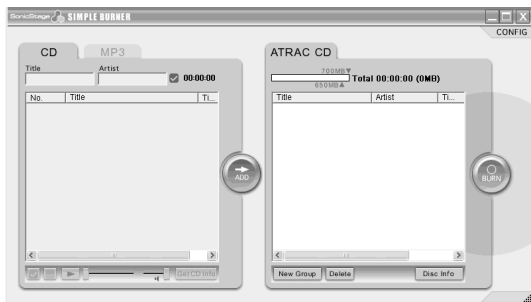 SonicStage SIMPLE BURNER
CONFIG
CD MP3
Title Artist
00:00:00
No. Title Ti...
ADD
Get CD Info
ATRAC CD
700MB▼
Total 00:00:00 (0MB)
650MB▲
Title Artist Ti...
BURN
New Group Delete Disc Info